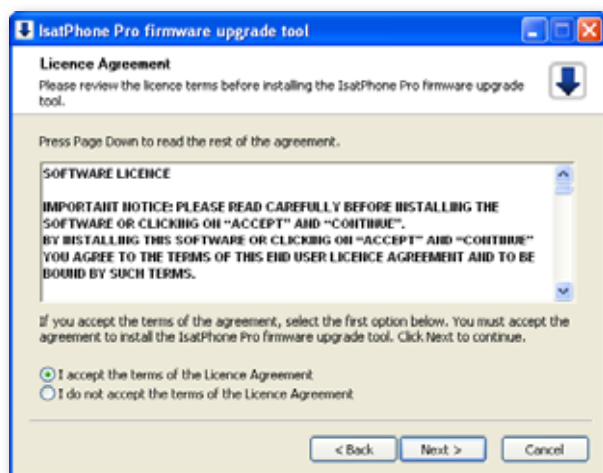 IsatPhone Pro firmware upgrade tool
Licence Agreement
Please review the licence terms before installing the IsatPhone Pro firmware upgrade
tool.
Press Page Down to read the rest of the agreement.
SOFTWARE LICENCE
IMPORTANT NOTICE: PLEASE READ CAREFULLY BEFORE INSTALLING THE
SOFTWARE OR CLICKING ON “ACCEPT” AND “CONTINUE”.
BY INSTALLING THIS SOFTWARE OR CLICKING ON “ACCEPT” AND “CONTINUE”
YOU AGREE TO THE TERMS OF THIS END USER LICENCE AGREEMENT AND TO BE
BOUND BY SUCH TERMS.
If you accept the terms of the agreement, select the first option below. You must accept the
agreement to install the IsatPhone Pro firmware upgrade tool. Click Next to continue.
I accept the terms of the Licence Agreement
I do not accept the terms of the Licence Agreement
< Back Next > Cancel